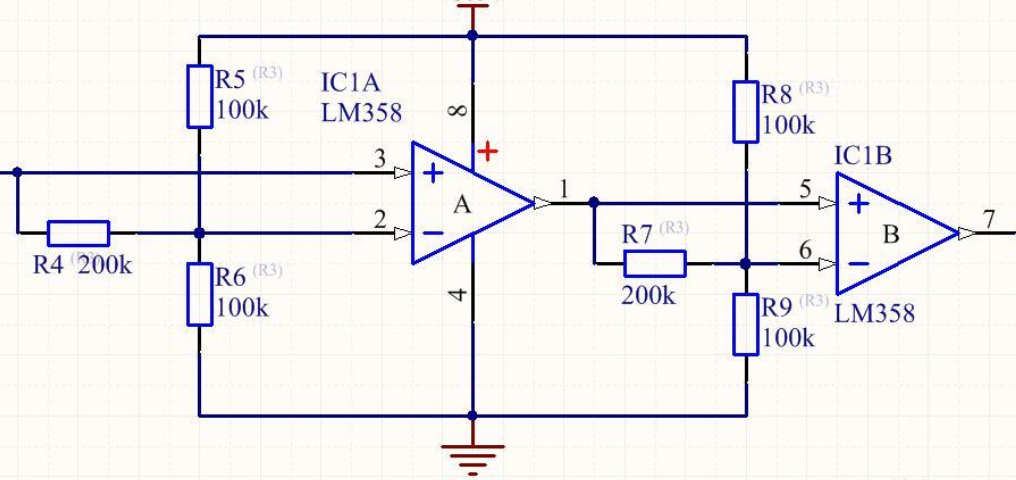 R5 (R3)
100k
IC1A
LM358
8
+
3
+
A
1
2
−
R4 200k
R6 (R3)
100k
4
R8 (R3)
100k
IC1B
5
+
B
7
6
−
R7 (R3)
200k
R9 (R3)
100k
LM358